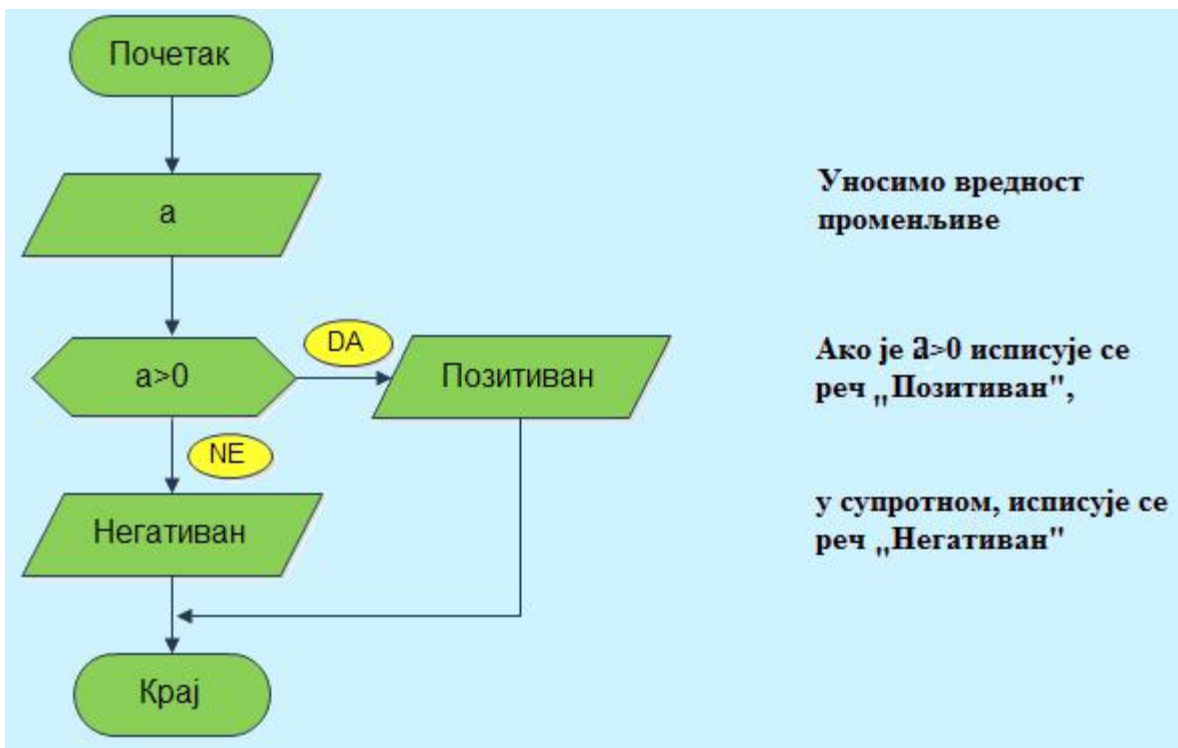 Почетак
a
Уносимо вредност
променљиве
a>0
DA
Позитиван
Ако је a>0 исписује се
реч „Позитиван",
NE
Негативан
у супротном, исписује се
реч „Негативан"
Крај